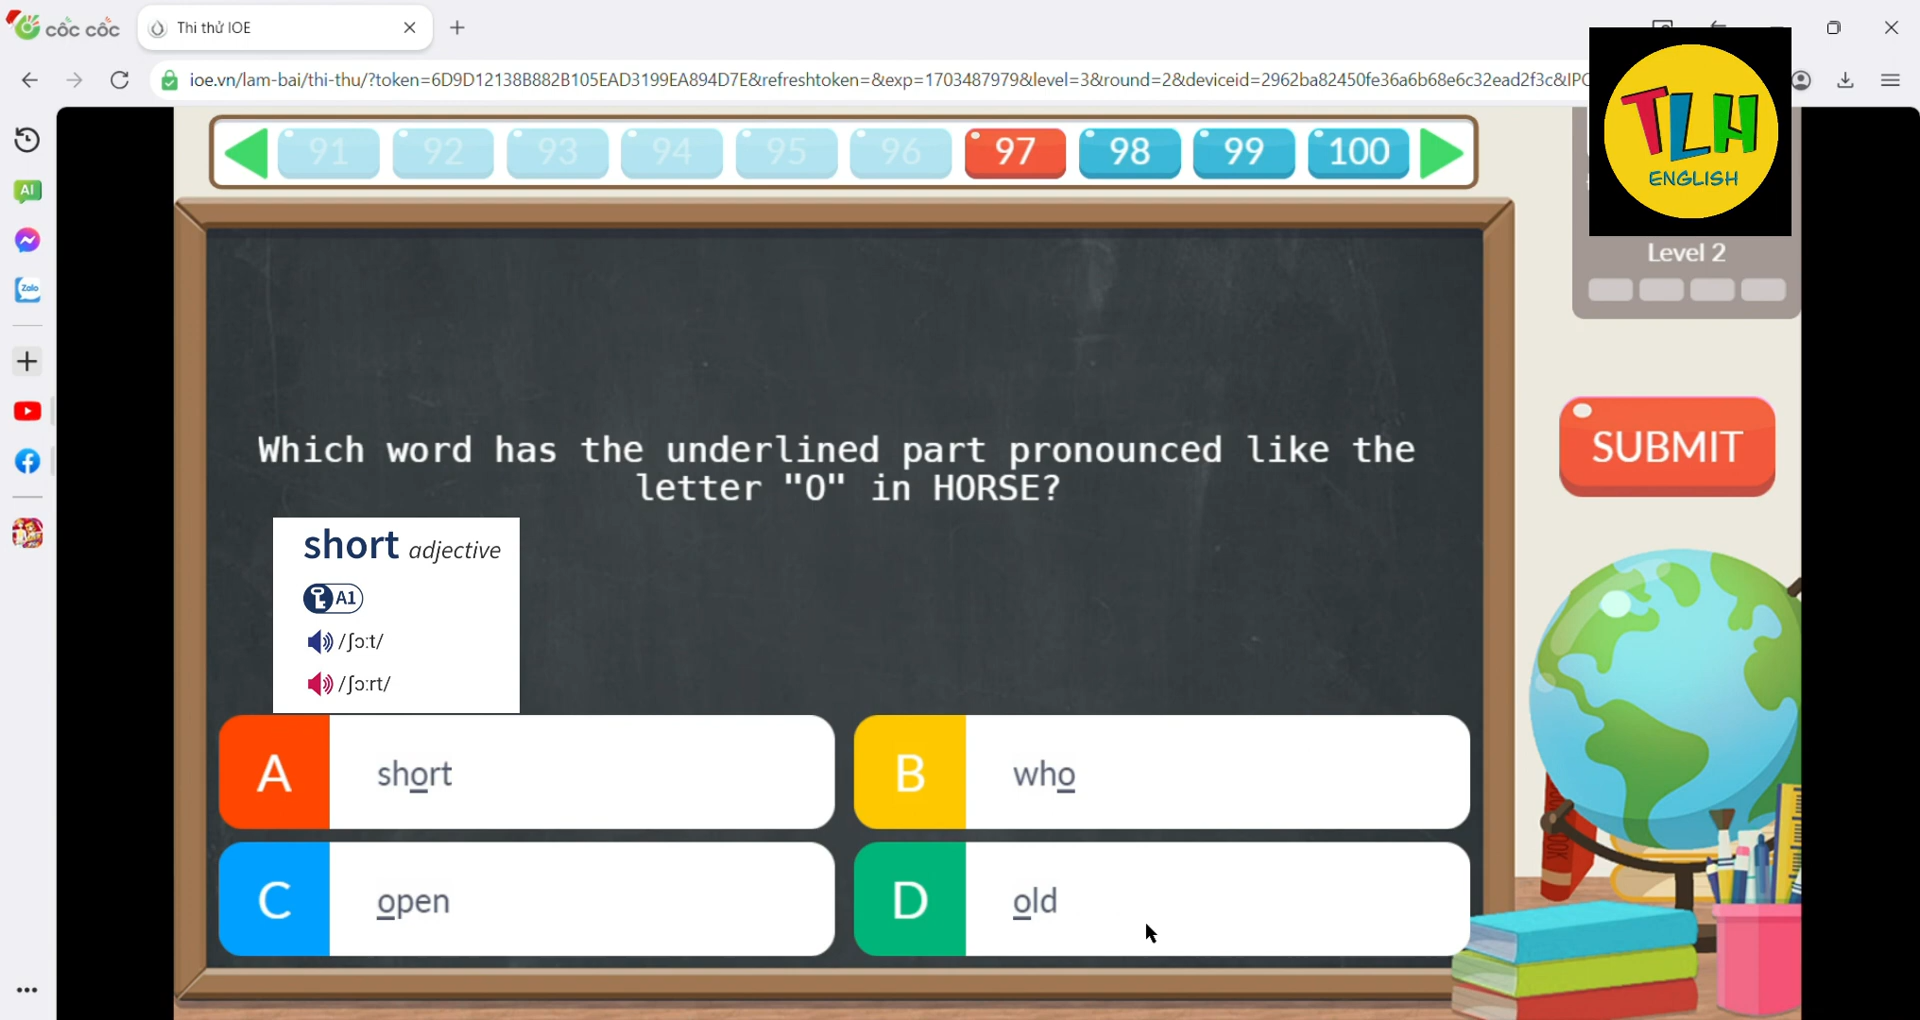 cốc cốc
Thi thử IOE
ioe.vn/lam-bai/thi-thu/?token=6D9D12138B882B105EAD3199EA894D7E&refreshtoken=&exp=1703487979&level=3&round=2&deviceid=2962ba82450fe36a6b68e6c32ead2f3c&IPC
AI
Zalo
91 92 93 94 95 96 97 98 99 100
TLH
ENGLISH
Level 2
Which word has the underlined part pronounced like the
letter "O" in HORSE?
SUBMIT
short adjective
A1
/ʃɔːt/
/ʃɔːrt/
A short
B who
C open
D old